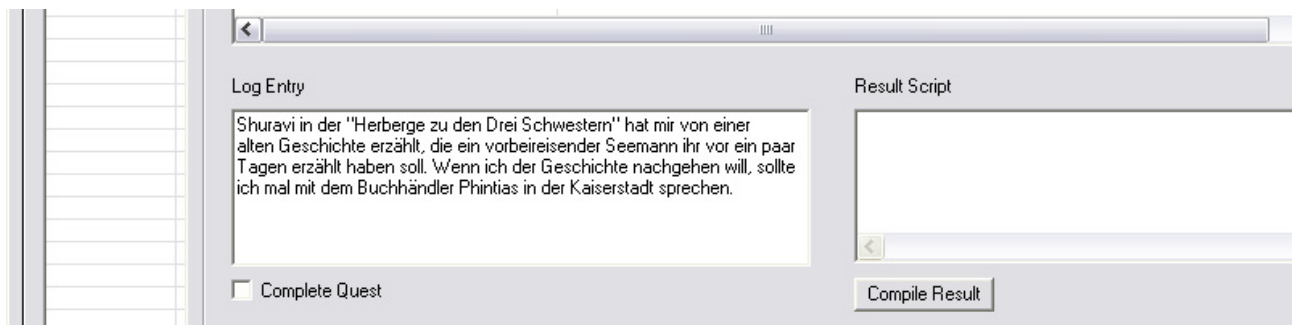 Log Entry
Result Script
Shuravi in der "Herberge zu den Drei Schwestern" hat mir von einer
alten Geschichte erzählt, die ein vorbeireisender Seemann ihr vor ein paar
Tagen erzählt haben soll. Wenn ich der Geschichte nachgehen will, sollte
ich mal mit dem Buchhändler Phintias in der Kaiserstadt sprechen.
Complete Quest
Compile Result